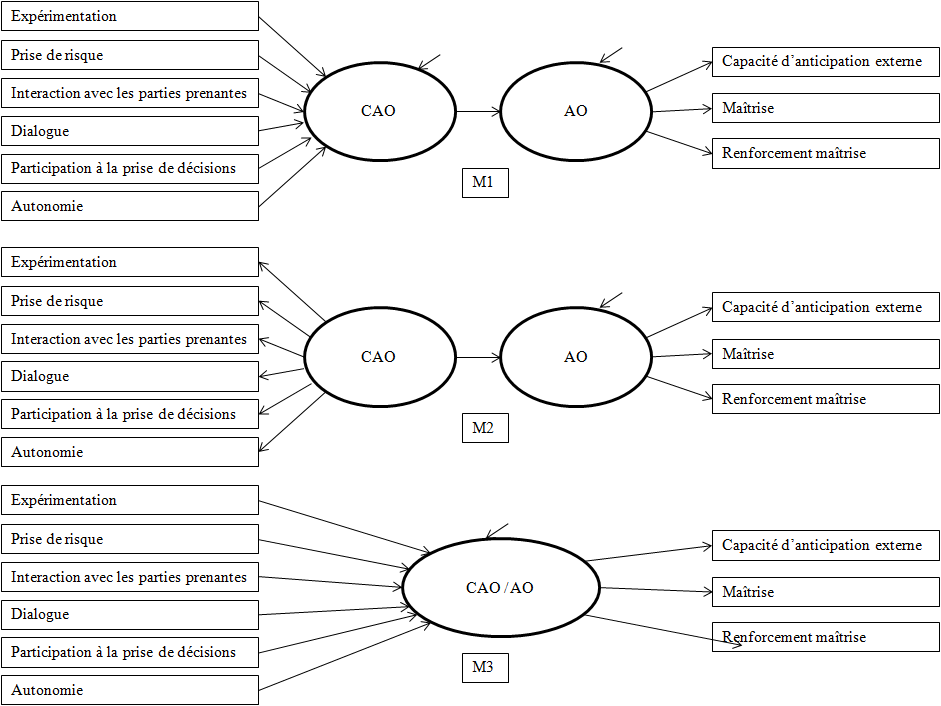 Expérimentation
Prise de risque
Interaction avec les parties prenantes
Dialogue
Participation à la prise de décisions
Autonomie
CAO
AO
Capacité d’anticipation externe
Maîtrise
Renforcement maîtrise
M1
Expérimentation
Prise de risque
Interaction avec les parties prenantes
Dialogue
Participation à la prise de décisions
Autonomie
CAO
AO
Capacité d’anticipation externe
Maîtrise
Renforcement maîtrise
M2
Expérimentation
Prise de risque
Interaction avec les parties prenantes
Dialogue
Participation à la prise de décisions
Autonomie
CAO / AO
Capacité d’anticipation externe
Maîtrise
Renforcement maîtrise
M3